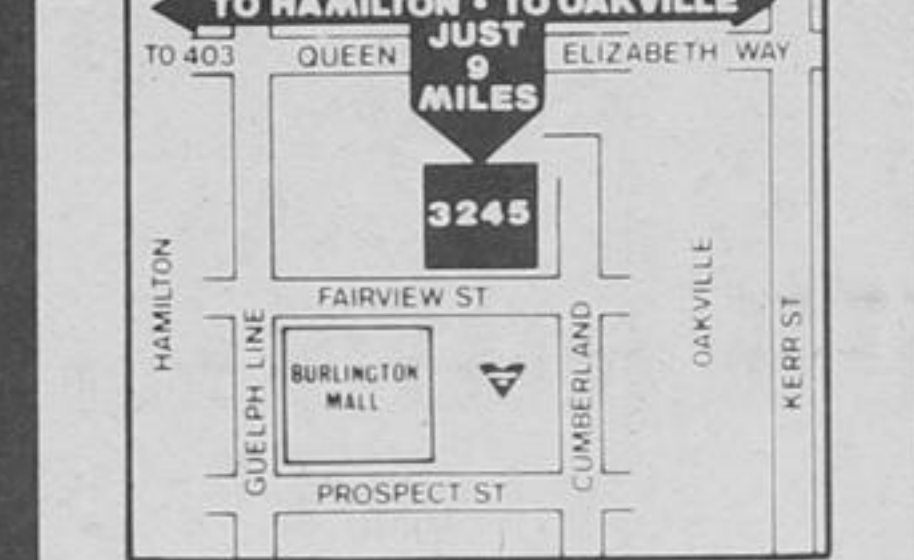 TO HAMILTON • TO OAKVILLE
TO 403 QUEEN ELIZABETH WAY
JUST
9
MILES
3245
HAMILTON
OAKVILLE
FAIRVIEW ST
GUELPH LINE
BURLINGTON
MALL
CUMBERLAND
KERR ST
PROSPECT ST